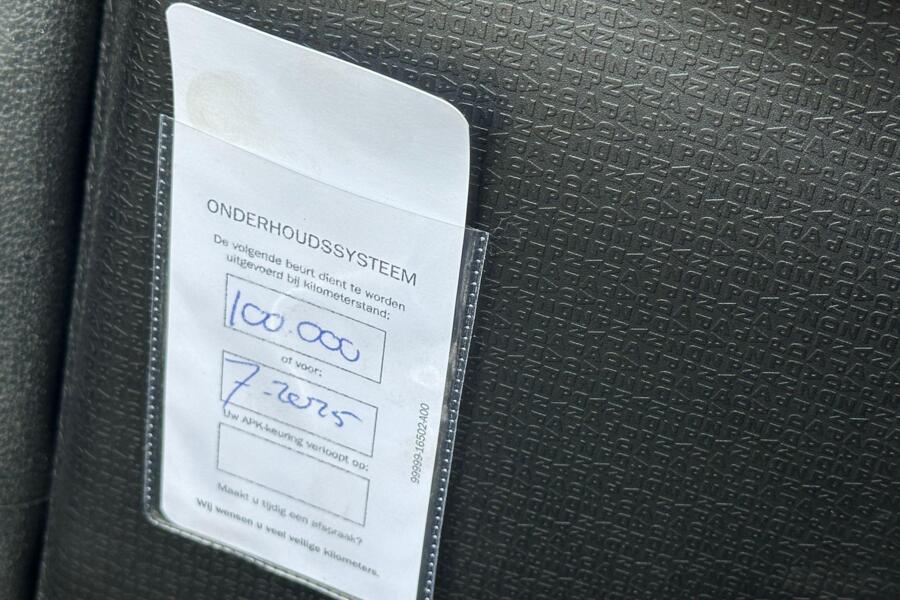 ONDERHOUDSSYSTEEM
De volgende beurt dient te worden
uitgevoerd bij kilometerstand:
100.000
of voor:
7-2025
Uw APK-keuring verloopt op:
Maakt u tijdig een afspraak?
Wij wensen u veel veilige kilometers.
99999-16502-A00